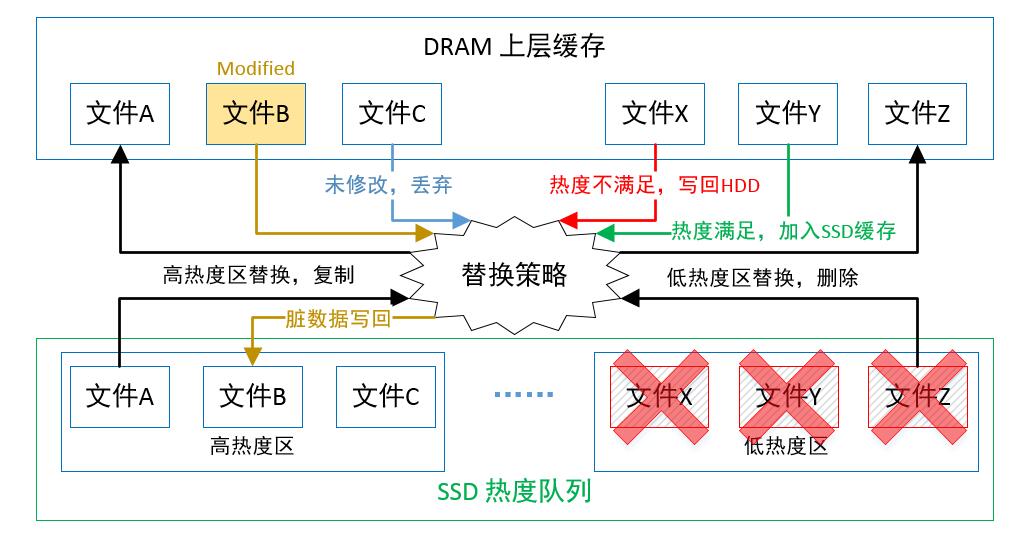 DRAM 上层缓存
Modified
文件A
文件B
文件C
文件X
文件Y
文件Z
未修改，丢弃
热度不满足，写回HDD
热度满足，加入SSD缓存
高热度区替换，复制
替换策略
低热度区替换，删除
脏数据写回
文件A
文件B
文件C
......
文件X
文件Y
文件Z
高热度区
低热度区
SSD 热度队列